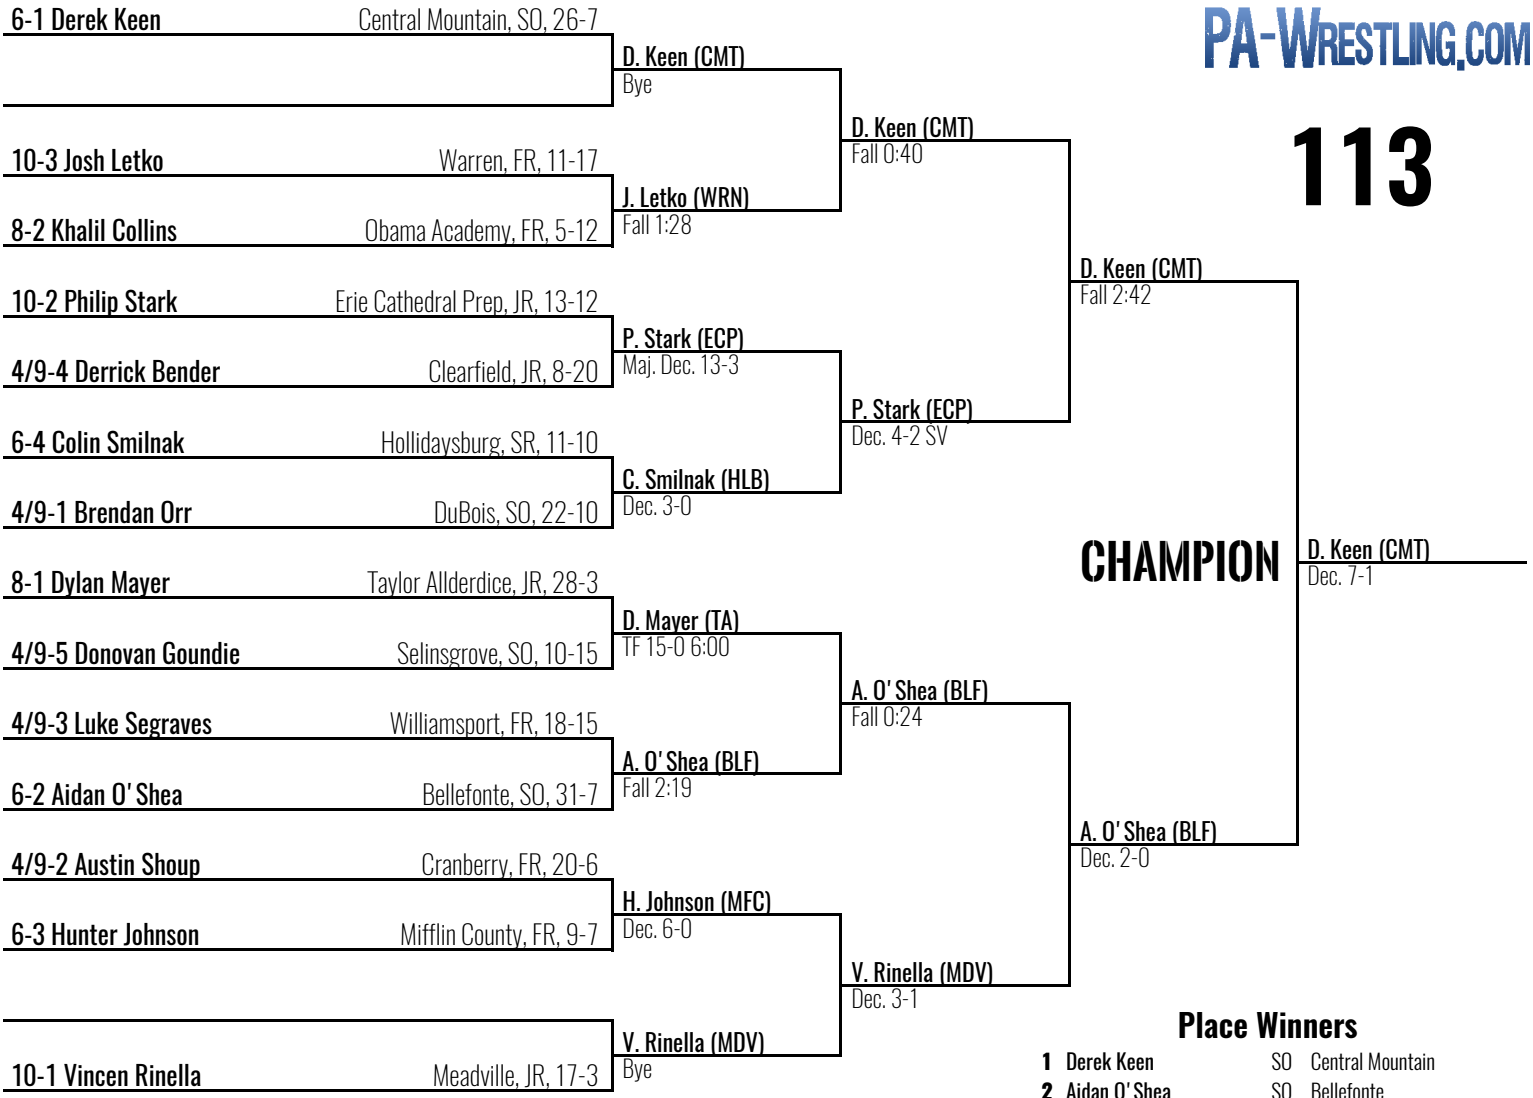 6-1 Derek Keen Central Mountain, SO, 26-7
PA-WRESTLING.COM
D. Keen (CMT)
Bye
113
D. Keen (CMT)
Fall 0:40
10-3 Josh Letko Warren, FR, 11-17
J. Letko (WRN)
Fall 1:28
8-2 Khalil Collins Obama Academy, FR, 5-12
D. Keen (CMT)
Fall 2:42
10-2 Philip Stark Erie Cathedral Prep, JR, 13-12
P. Stark (ECP)
Maj. Dec. 13-3
4/9-4 Derrick Bender Clearfield, JR, 8-20
P. Stark (ECP)
Dec. 4-2 SV
6-4 Colin Smilnak Hollidaysburg, SR, 11-10
C. Smilnak (HLB)
Dec. 3-0
4/9-1 Brendan Orr DuBois, SO, 22-10
CHAMPION
D. Keen (CMT)
Dec. 7-1
8-1 Dylan Mayer Taylor Allderdice, JR, 28-3
D. Mayer (TA)
TF 15-0 6:00
4/9-5 Donovan Goundie Selinsgrove, SO, 10-15
A. O'Shea (BLF)
Fall 0:24
4/9-3 Luke Segraves Williamsport, FR, 18-15
A. O'Shea (BLF)
Fall 2:19
6-2 Aidan O'Shea Bellefonte, SO, 31-7
A. O'Shea (BLF)
Dec. 2-0
4/9-2 Austin Shoup Cranberry, FR, 20-6
H. Johnson (MFC)
Dec. 6-0
6-3 Hunter Johnson Mifflin County, FR, 9-7
V. Rinella (MDV)
Dec. 3-1
V. Rinella (MDV)
Bye
10-1 Vincen Rinella Meadville, JR, 17-3
Place Winners
1 Derek Keen SO Central Mountain
2 Aidan O'Shea SO Bellefonte